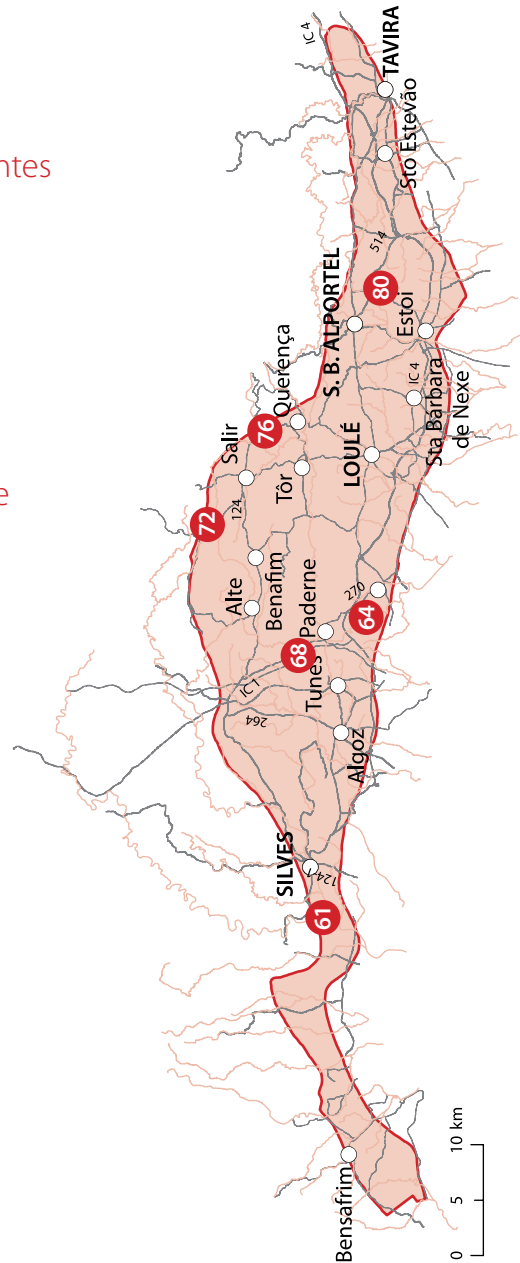 ntes
e
IC 4
TAVIRA
Sto Estevão
514
80
S. B. ALPORTEL
Estoi
Querença
76
Salir
IC 4
Sta Barbara
de Nexe
LOULÉ
Tôr
72
124
Benafim
Alte
270
64
Paderne
68
Tunes
IC 1
264
Algoz
SILVES
124-1
61
Bensafrim
0 5 10 km